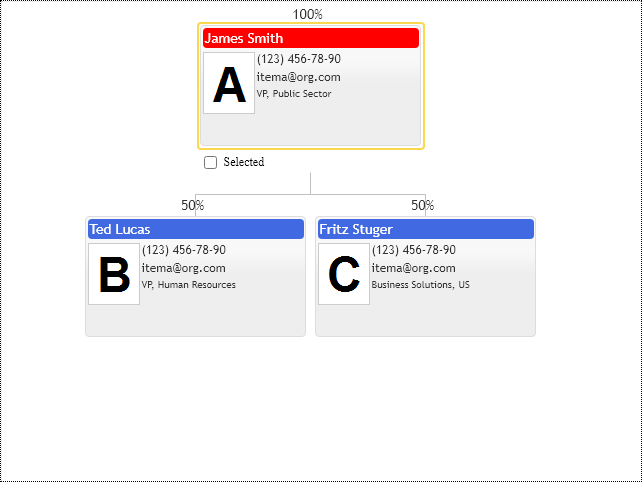 100%
James Smith
A
(123) 456-78-90
itema@org.com
VP, Public Sector
Selected
50%
Ted Lucas
B
(123) 456-78-90
itema@org.com
VP, Human Resources
50%
Fritz Stuger
C
(123) 456-78-90
itema@org.com
Business Solutions, US